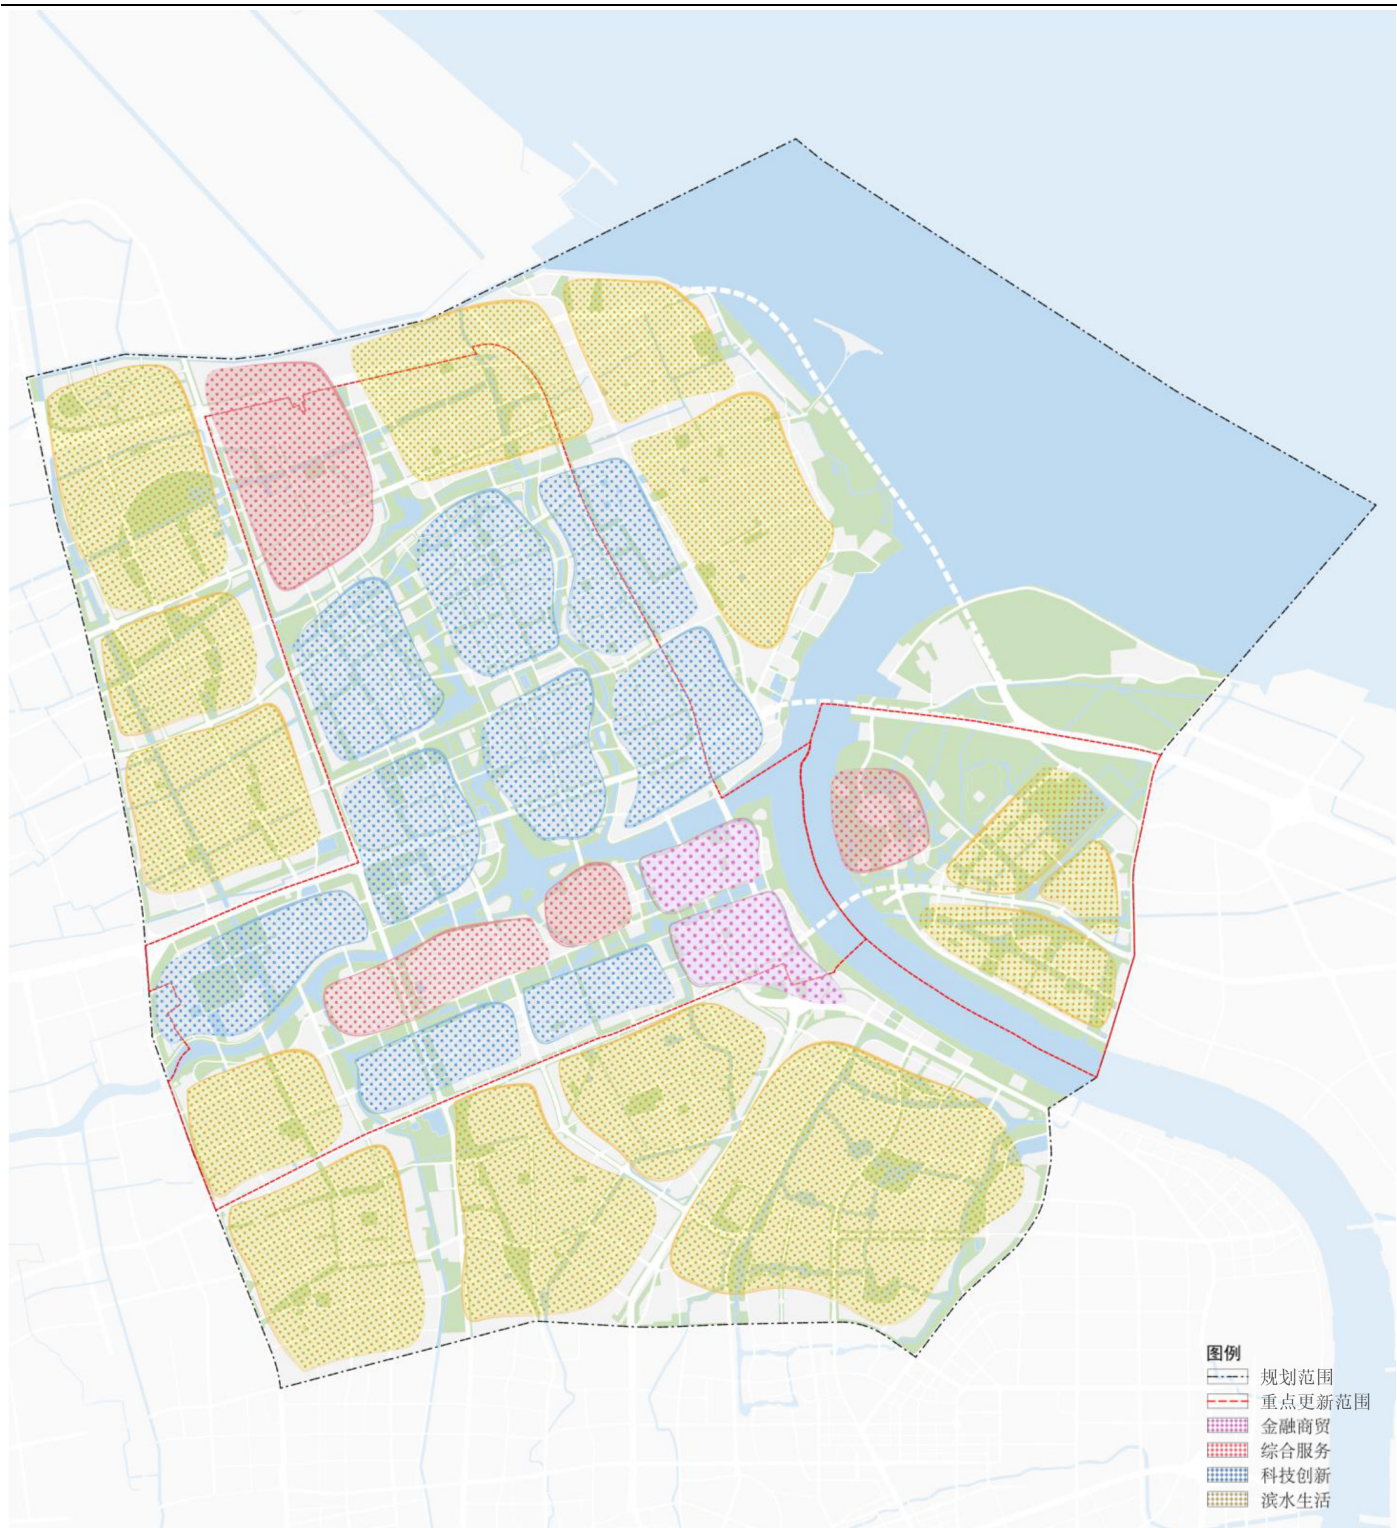 图例
规划范围
重点更新范围
金融商贸
综合服务
科技创新
滨水生活